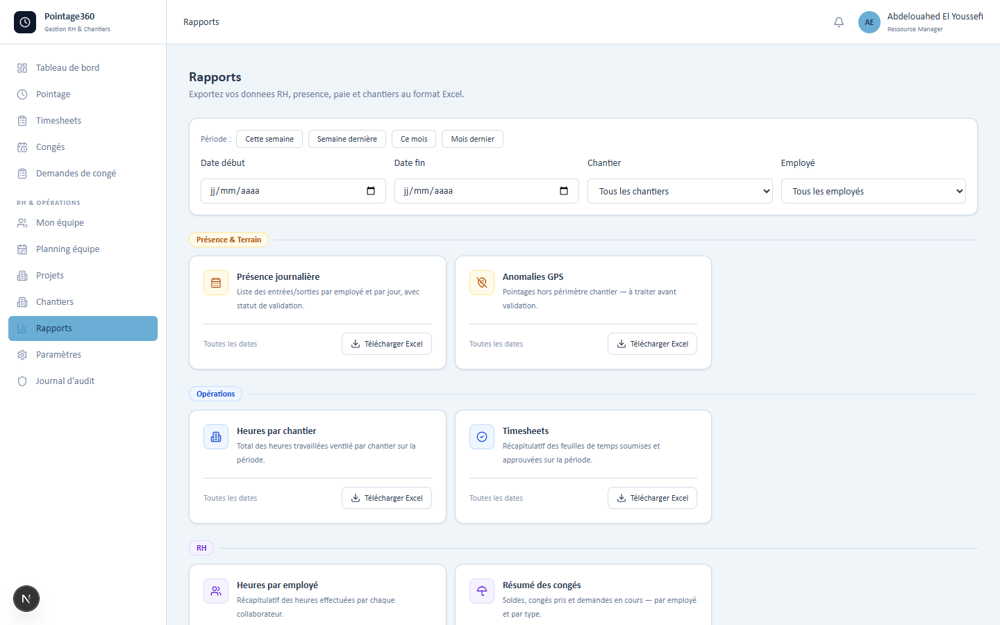 Pointage360
Gestion RH & Chantiers
Rapports
AE
Abdelouahed El Youssefi
Ressource Manager
Tableau de bord
Pointage
Timesheets
Congés
Demandes de congé
RH & OPÉRATIONS
Mon équipe
Planning équipe
Projets
Chantiers
Rapports
Paramètres
Journal d'audit
N
Rapports
Exportez vos donnees RH, presence, paie et chantiers au format Excel.
Période : Cette semaine Semaine dernière Ce mois Mois dernier
Date début Date fin Chantier Employé
jj/mm/aaaa jj/mm/aaaa Tous les chantiers Tous les employés
Présence & Terrain
Présence journalière
Liste des entrées/sorties par employé et par jour, avec
statut de validation.
Toutes les dates Télécharger Excel
Anomalies GPS
Pointages hors périmètre chantier — à traiter avant
validation.
Toutes les dates Télécharger Excel
Opérations
Heures par chantier
Total des heures travaillées ventilé par chantier sur la
période.
Toutes les dates Télécharger Excel
Timesheets
Récapitulatif des feuilles de temps soumises et
approuvées sur la période.
Toutes les dates Télécharger Excel
RH
Heures par employé
Récapitulatif des heures effectuées par chaque
collaborateur.
Résumé des congés
Soldes, congés pris et demandes en cours — par employé
et par type.